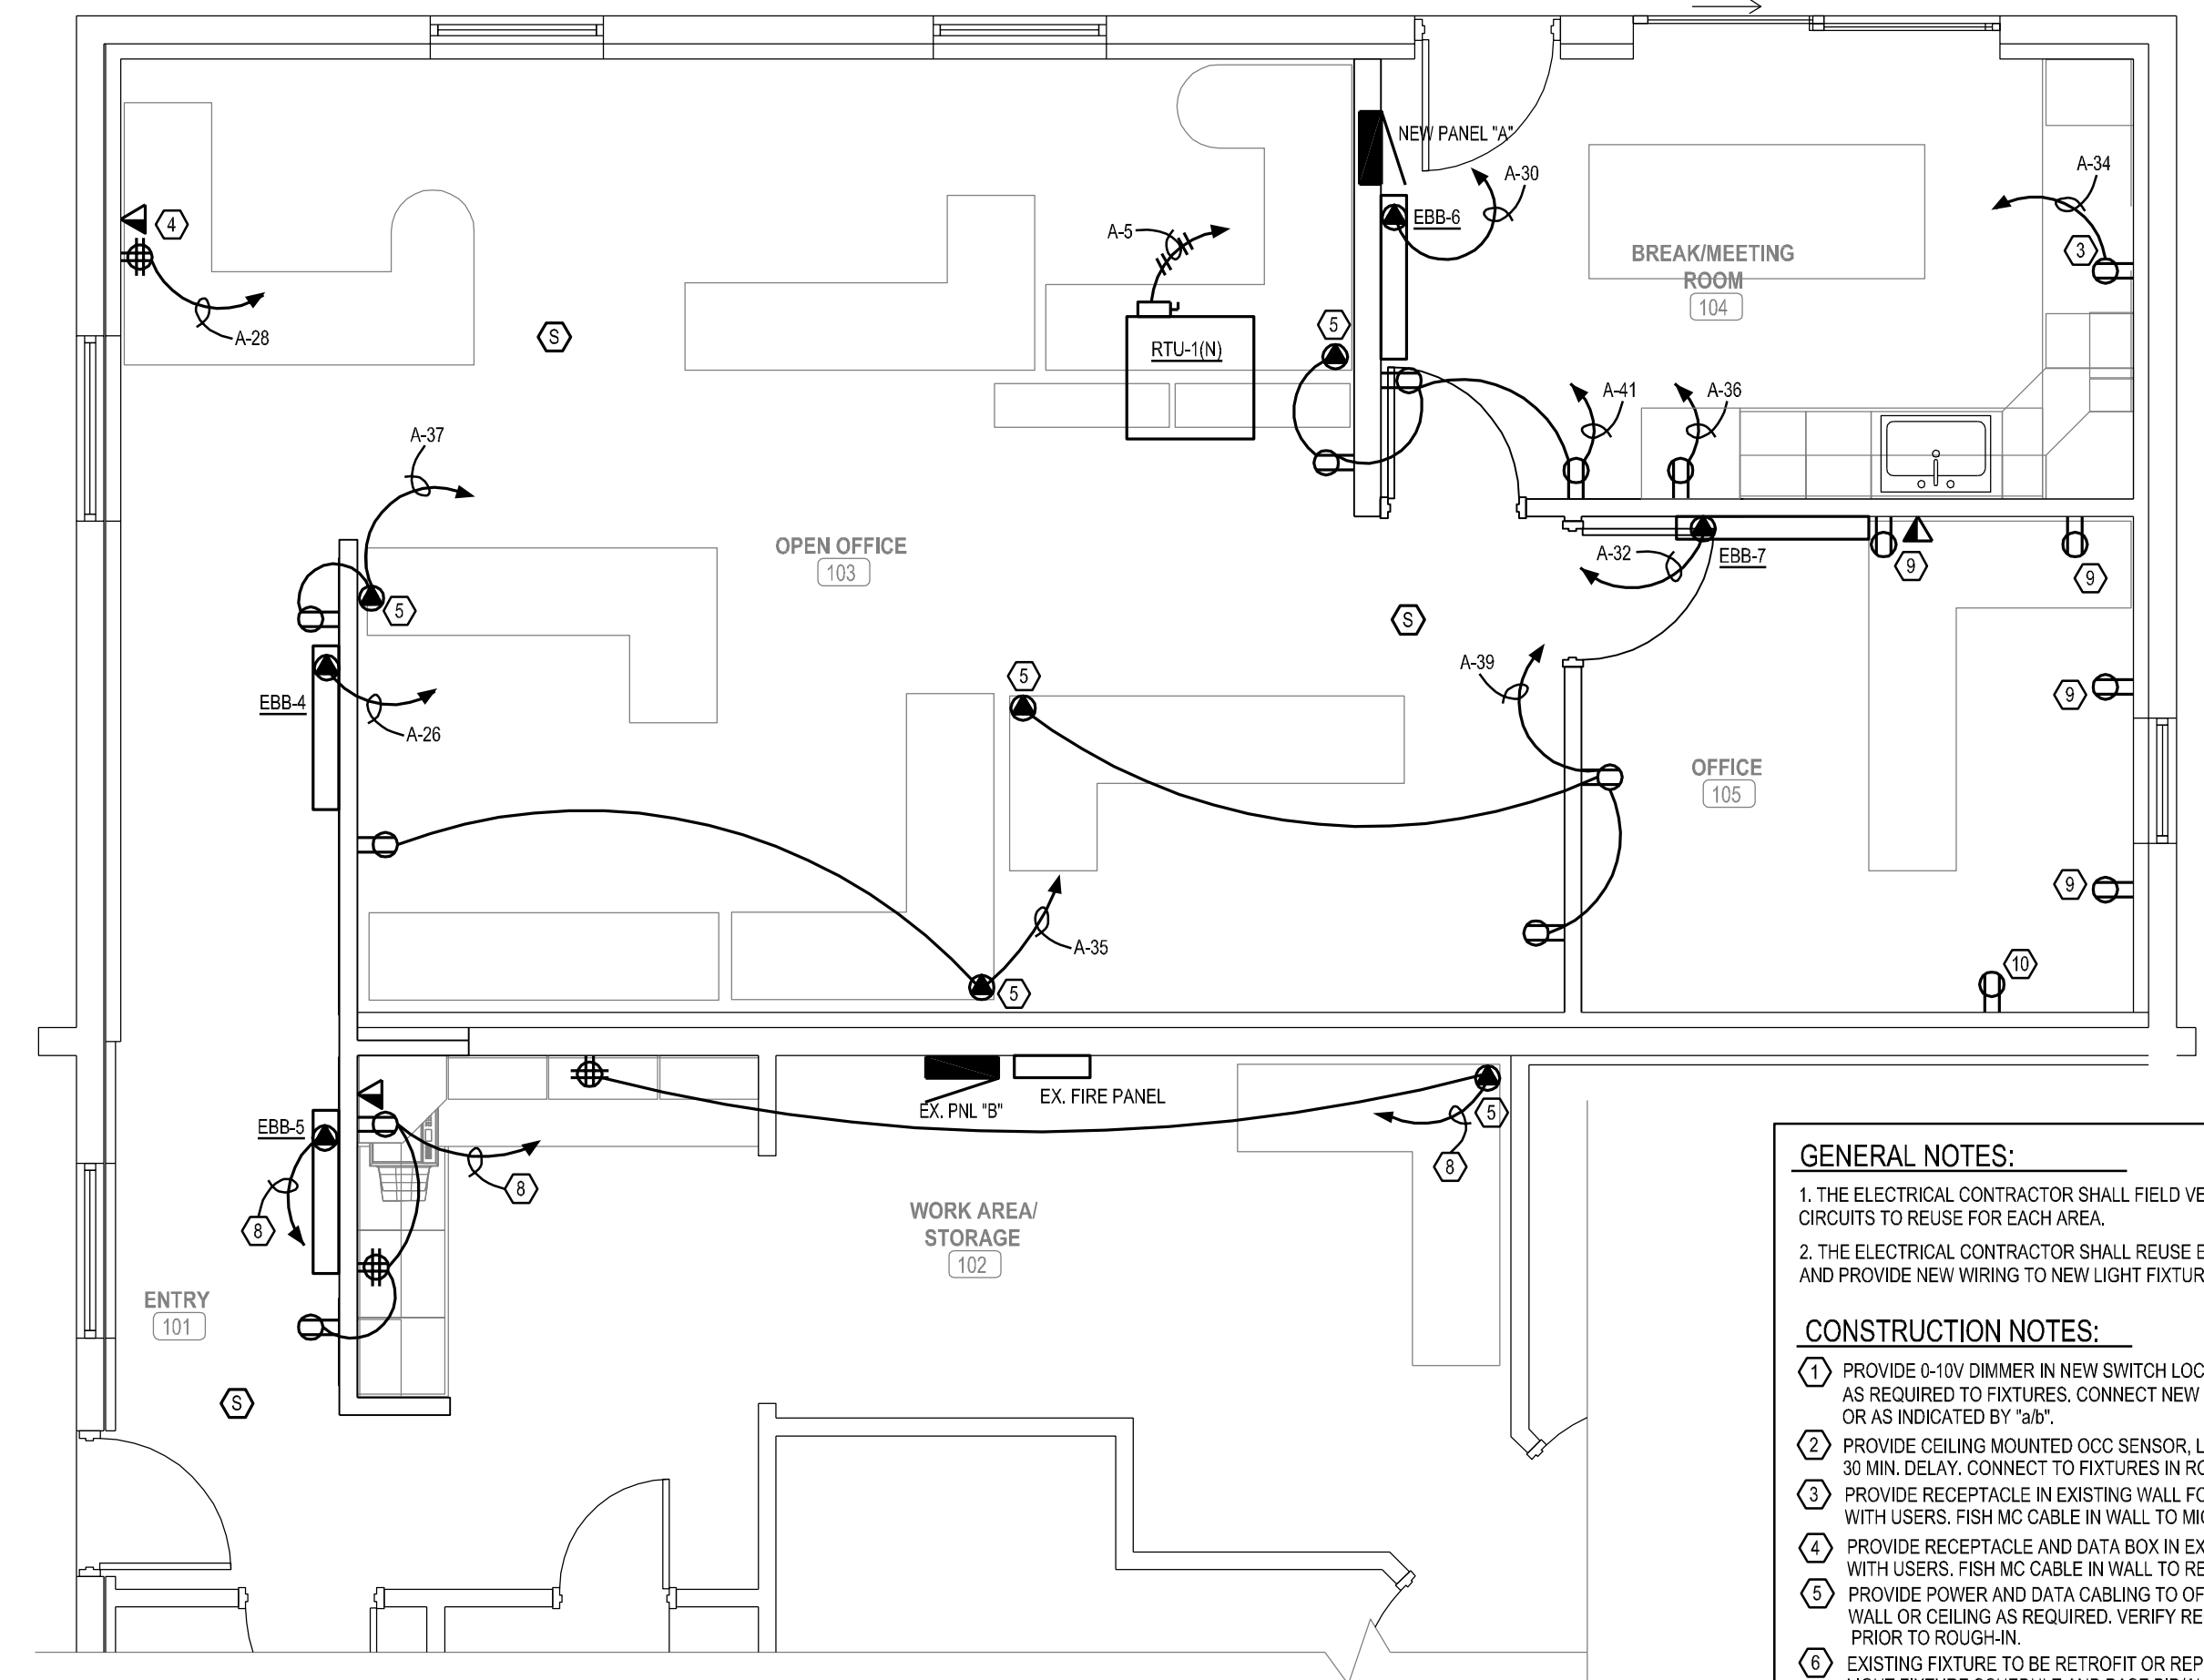 NEW PANEL "A"
A-30
A-34
4
EBB-6
A-5
BREAK/MEETING
ROOM
104
3
A-28
S
5
RTU-1(N)
A-41
A-36
A-37
OPEN OFFICE
103
A-32
EBB-7
9
9
5
S
A-39
5
EBB-4
A-26
9
OFFICE
105
9
A-35
5
10
EX. PNL "B"
EX. FIRE PANEL
5
EBB-5
8
8
8
WORK AREA/
STORAGE
102
ENTRY
101
S
GENERAL NOTES:
1. THE ELECTRICAL CONTRACTOR SHALL FIELD VE
CIRCUITS TO REUSE FOR EACH AREA.
2. THE ELECTRICAL CONTRACTOR SHALL REUSE E
AND PROVIDE NEW WIRING TO NEW LIGHT FIXTUR
CONSTRUCTION NOTES:
1 PROVIDE 0-10V DIMMER IN NEW SWITCH LOC
AS REQUIRED TO FIXTURES. CONNECT NEW
OR AS INDICATED BY "a/b".
2 PROVIDE CEILING MOUNTED OCC SENSOR, L
30 MIN. DELAY. CONNECT TO FIXTURES IN RO
3 PROVIDE RECEPTACLE IN EXISTING WALL FO
WITH USERS. FISH MC CABLE IN WALL TO MI
4 PROVIDE RECEPTACLE AND DATA BOX IN EX
WITH USERS. FISH MC CABLE IN WALL TO RE
5 PROVIDE POWER AND DATA CABLING TO OF
WALL OR CEILING AS REQUIRED. VERIFY RE
PRIOR TO ROUGH-IN.
6 EXISTING FIXTURE TO BE RETROFIT OR REP